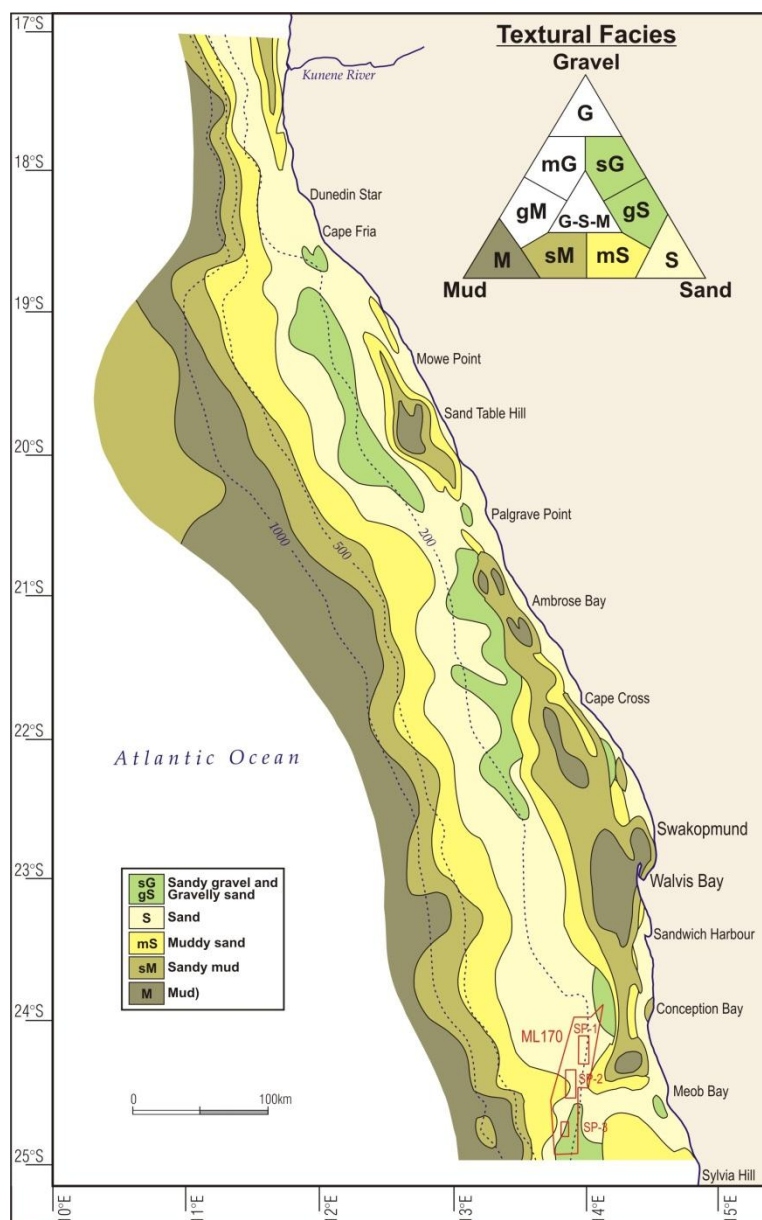 17°S
18°S
19°S
20°S
21°S
22°S
23°S
24°S
25°S
Textural Facies
Gravel
G
mG
sG
gM
G-S-M
gS
M
sM
mS
S
Mud
Sand
Kunene River
Dunedin Star
Cape Fria
Mowe Point
Sand Table Hill
Palgrave Point
Ambrose Bay
Cape Cross
Swakopmund
Walvis Bay
Sandwich Harbour
Conception Bay
Meob Bay
Sylvia Hill
1000
500
200
Atlantic Ocean
sG Sandy gravel and
gS Gravelly sand
S Sand
mS Muddy sand
sM Sandy mud
M Mud)
0 100km
ML170
SP-1
SP-2
SP-3
10°E
11°E
12°E
13°E
14°E
15°E